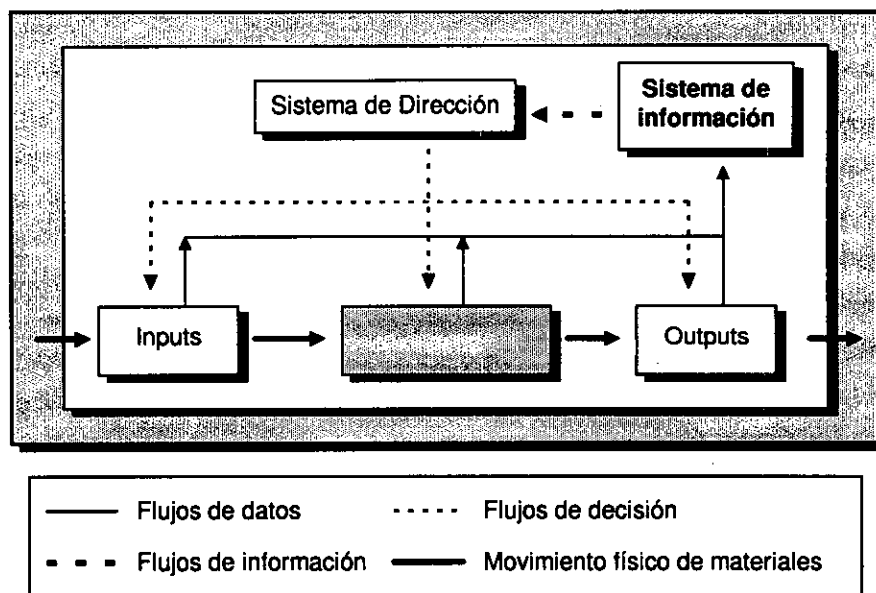 Sistema de Dirección
Sistema de
información
Inputs
Outputs
Flujos de datos
Flujos de decisión
Flujos de información
Movimiento físico de materiales